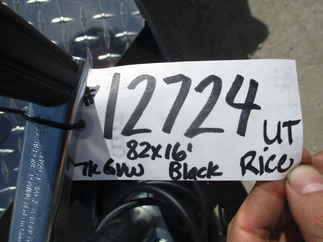 *12724 UT
82x16'
7K GVW Black Rice